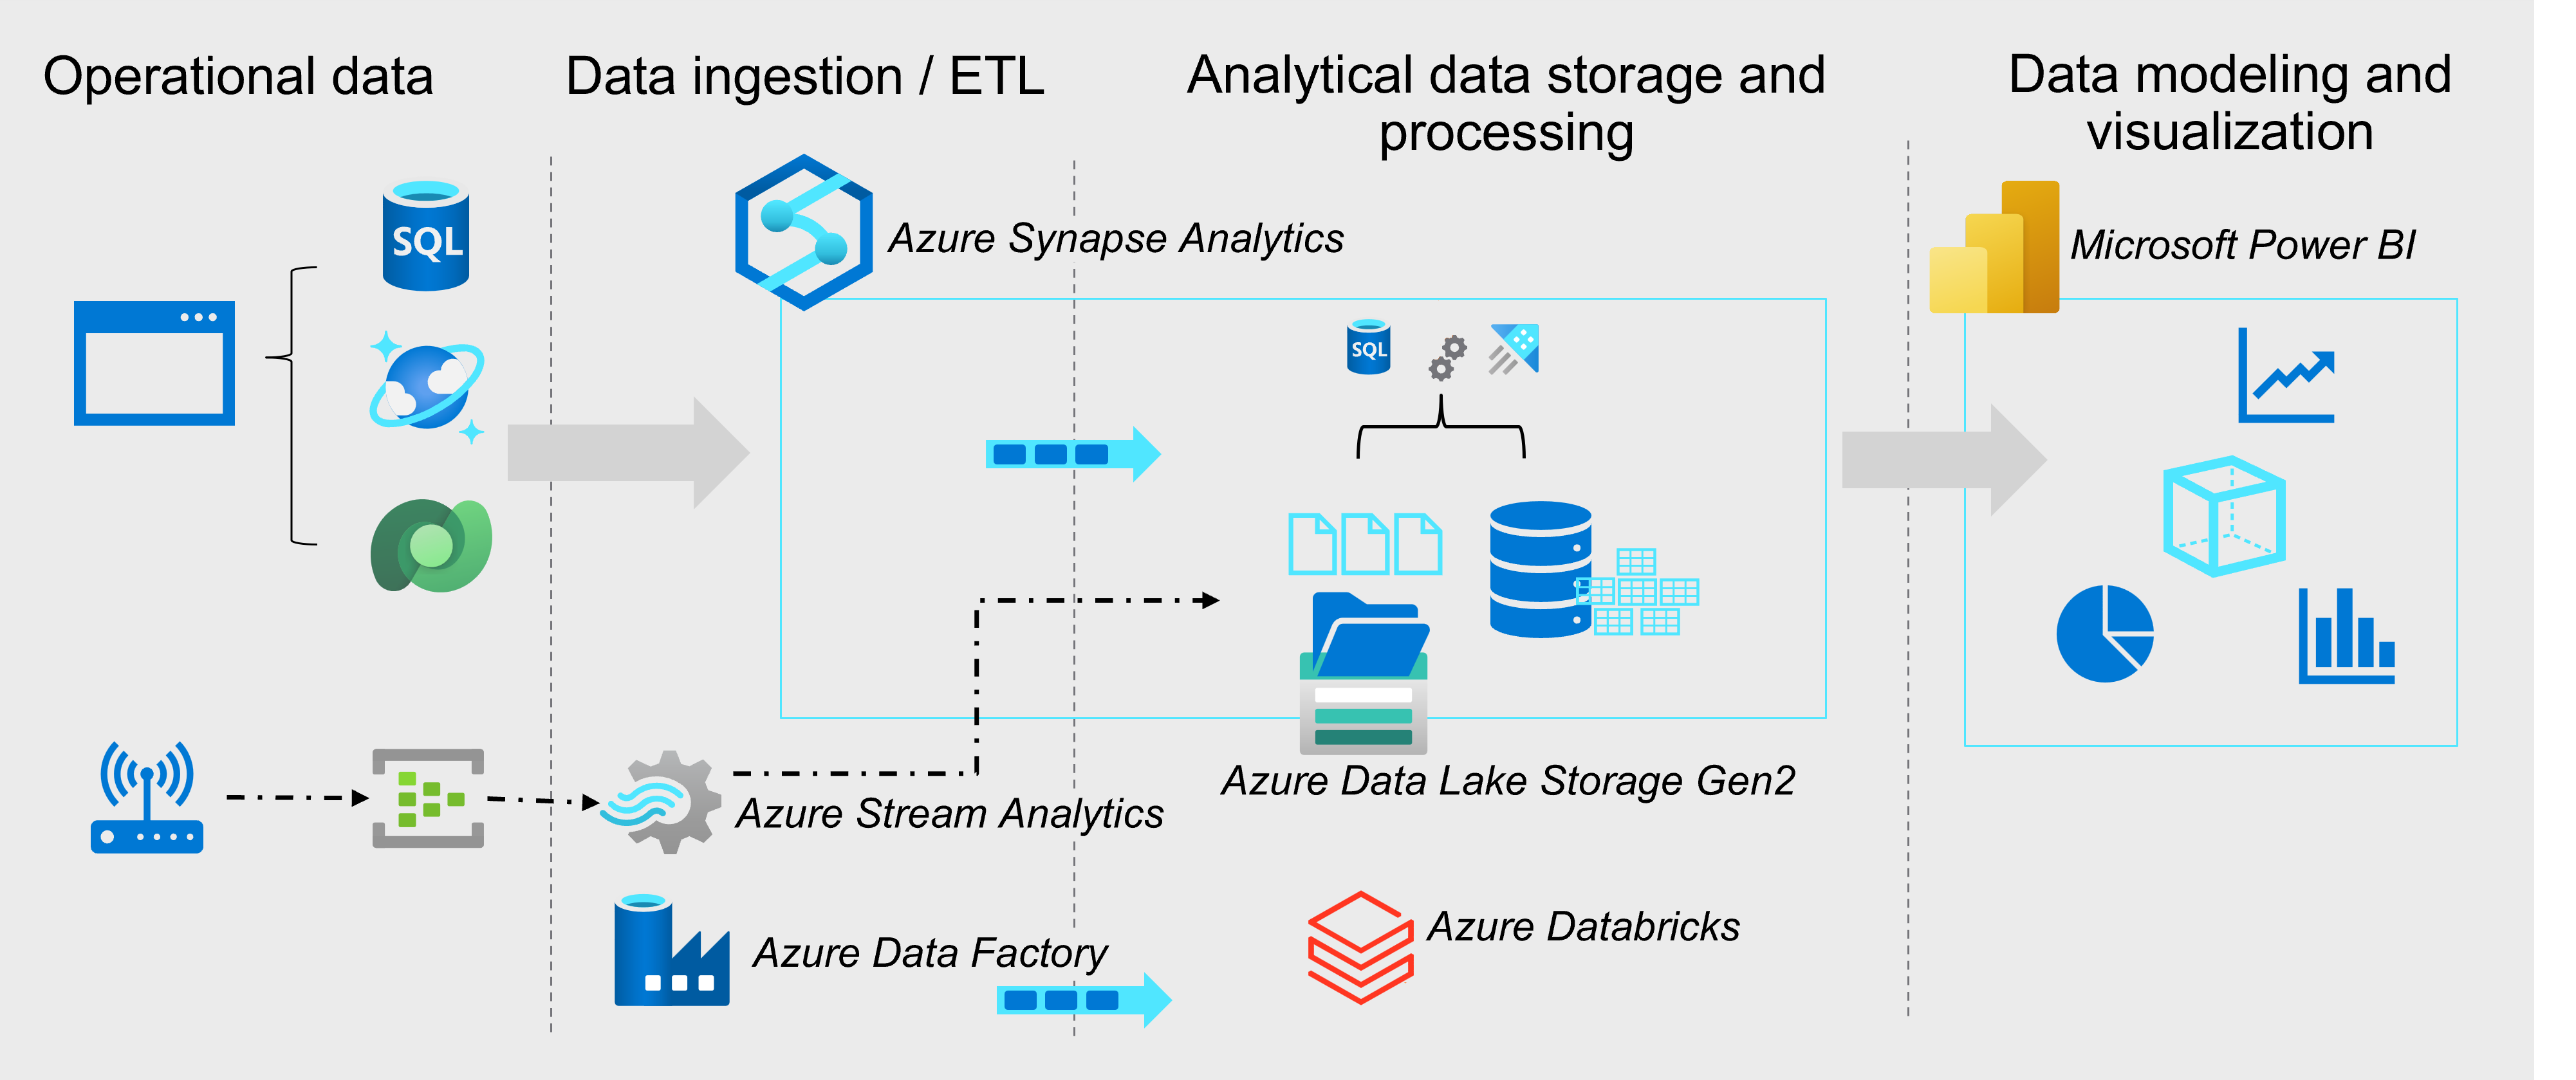 Operational data
Data ingestion / ETL
Analytical data storage and
processing
Data modeling and
visualization
SQL
Azure Synapse Analytics
Microsoft Power BI
SQL
Azure Stream Analytics
Azure Data Lake Storage Gen2
Azure Data Factory
Azure Databricks